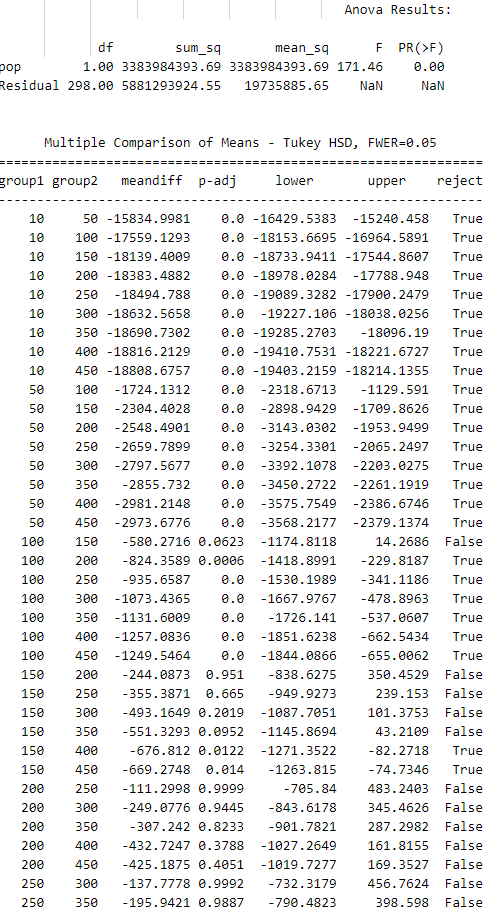 Anova Results:
df sum_sq mean_sq F PR(>F)
pop 1.00 3383984393.69 3383984393.69 171.46 0.00
Residual 298.00 5881293924.55 19735885.65 NaN NaN
Multiple Comparison of Means - Tukey HSD, FWER=0.05
===========================================================
group1 group2 meandiff p-adj lower upper reject
-----------------------------------------------------------
10 50 -15834.9981 0.0 -16429.5383 -15240.458 True
10 100 -17559.1293 0.0 -18153.6695 -16964.5891 True
10 150 -18139.4009 0.0 -18733.9411 -17544.8607 True
10 200 -18383.4882 0.0 -18978.0284 -17788.948 True
10 250 -18494.788 0.0 -19089.3282 -17900.2479 True
10 300 -18632.5658 0.0 -19227.106 -18038.0256 True
10 350 -18690.7302 0.0 -19285.2703 -18096.19 True
10 400 -18816.2129 0.0 -19410.7531 -18221.6727 True
10 450 -18808.6757 0.0 -19403.2159 -18214.1355 True
50 100 -1724.1312 0.0 -2318.6713 -1129.591 True
50 150 -2304.4028 0.0 -2898.9429 -1709.8626 True
50 200 -2548.4901 0.0 -3143.0302 -1953.9499 True
50 250 -2659.7899 0.0 -3254.3301 -2065.2497 True
50 300 -2797.5677 0.0 -3392.1078 -2203.0275 True
50 350 -2855.732 0.0 -3450.2722 -2261.1919 True
50 400 -2981.2148 0.0 -3575.7549 -2386.6746 True
50 450 -2973.6776 0.0 -3568.2177 -2379.1374 True
100 150 -580.2716 0.0623 -1174.8118 14.2686 False
100 200 -824.3589 0.0006 -1418.8991 -229.8187 True
100 250 -935.6587 0.0 -1530.1989 -341.1186 True
100 300 -1073.4365 0.0 -1667.9767 -478.8963 True
100 350 -1131.6009 0.0 -1726.141 -537.0607 True
100 400 -1257.0836 0.0 -1851.6238 -662.5434 True
100 450 -1249.5464 0.0 -1844.0866 -655.0062 True
150 200 -244.0873 0.951 -838.6275 350.4529 False
150 250 -355.3871 0.665 -949.9273 239.153 False
150 300 -493.1649 0.2019 -1087.7051 101.3753 False
150 350 -551.3293 0.0952 -1145.8694 43.2109 False
150 400 -676.812 0.0122 -1271.3522 -82.2718 True
150 450 -669.2748 0.014 -1263.815 -74.7346 True
200 250 -111.2998 0.9999 -705.84 483.2403 False
200 300 -249.0776 0.9445 -843.6178 345.4626 False
200 350 -307.242 0.8233 -901.7821 287.2982 False
200 400 -432.7247 0.3788 -1027.2649 161.8155 False
200 450 -425.1875 0.4051 -1019.7277 169.3527 False
250 300 -137.7778 0.9992 -732.3179 456.7624 False
250 350 -195.9421 0.9887 -790.4823 398.598 False